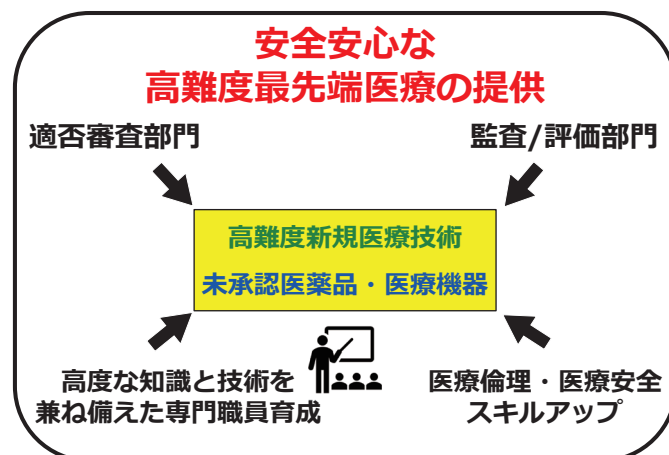 安全安心な
高難度最先端医療の提供
適否審査部門
監査/評価部門
高難度新規医療技術
未承認医薬品・医療機器
高度な知識と技術を
兼ね備えた専門職員育成
医療倫理・医療安全
スキルアップ